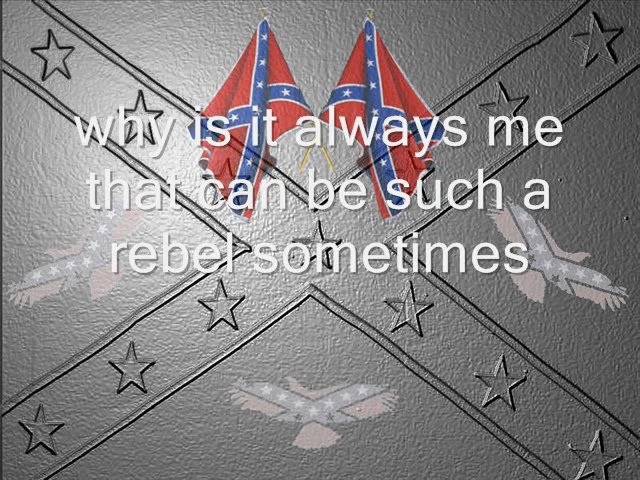 why is it always me
that can be such a
rebel sometimes